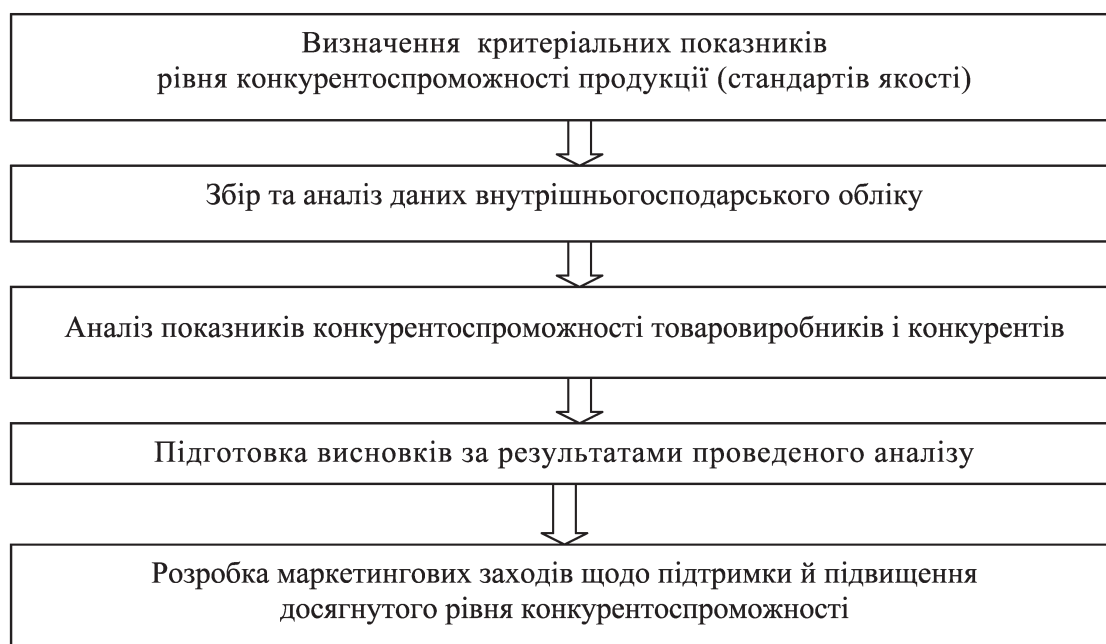 Визначення критеріальних показників
рівня конкурентоспроможності продукції (стандартів якості)
Збір та аналіз даних внутрішньогосподарського обліку
Аналіз показників конкурентоспроможності товаровиробників і конкурентів
Підготовка висновків за результатами проведеного аналізу
Розробка маркетингових заходів щодо підтримки й підвищення
досягнутого рівня конкурентоспроможності